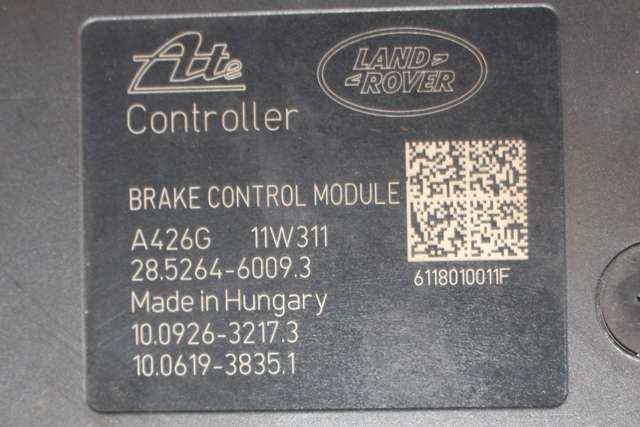 Ate
LAND
ROVER
Controller
BRAKE CONTROL MODULE
A426G 11W311
28.5264-6009.3
6118010011F
Made in Hungary
10.0926-3217.3
10.0619-3835.1